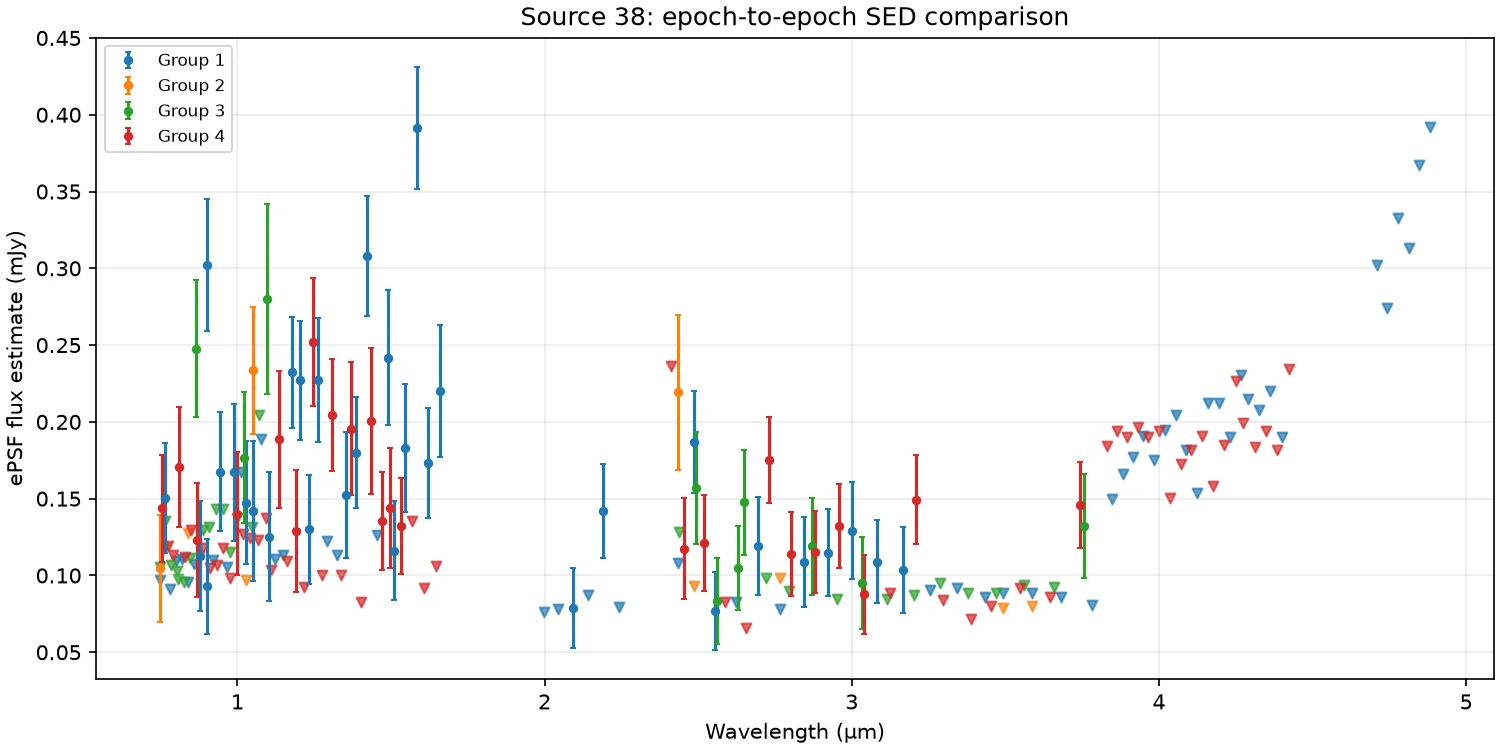 Source 38: epoch-to-epoch SED comparison
ePSF flux estimate (mJy)
0.45
0.40
0.35
0.30
0.25
0.20
0.15
0.10
0.05
Group 1
Group 2
Group 3
Group 4
1 2 3 4 5
Wavelength (μm)